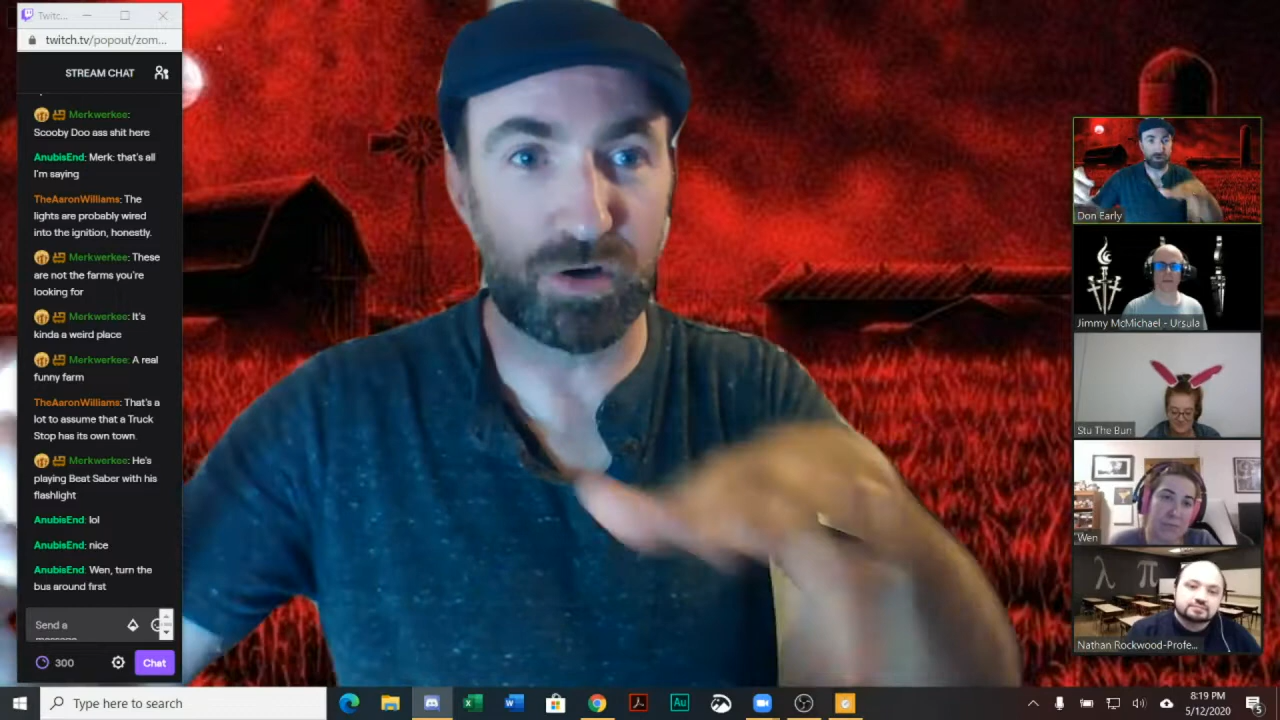 Twitc...
twitch.tv/popout/zom...
STREAM CHAT
Merkwerkee:
Scooby Doo ass shit here
AnubisEnd: Merk: that's all
I'm saying
TheAaronWilliams: The
lights are probably wired
into the ignition, honestly.
Merkwerkee: These
are not the farms you're
looking for
Merkwerkee: It's
kinda a weird place
Merkwerkee: A real
funny farm
TheAaronWilliams: That's a
lot to assume that a Truck
Stop has its own town.
Merkwerkee: He's
playing Beat Saber with his
flashlight
AnubisEnd: lol
AnubisEnd: nice
AnubisEnd: Wen, turn the
bus around first
Send a
300
Chat
Don Early
Jimmy McMichael - Ursula
Stu The Bun
Wen
λ π
Nathan Rockwood-Profe...
Type here to search
Au
8:19 PM
5/12/2020
5